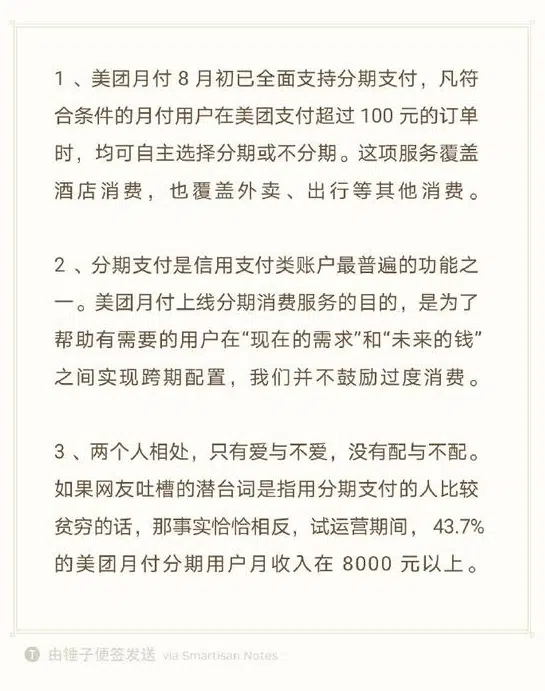 1、美团月付8月初已全面支持分期支付，凡符
合条件的月付用户在美团支付超过100元的订单
时，均可自主选择分期或不分期。这项服务覆盖
酒店消费，也覆盖外卖、出行等其他消费。
2、分期支付是信用支付类账户最普遍的功能之
一。美团月付上线分期消费服务的目的，是为了
帮助有需要的用户在“现在的需求”和“未来的钱”
之间实现跨期配置，我们并不鼓励过度消费。
3、两个人相处，只有爱与不爱，没有配与不配。
如果网友吐槽的潜台词是指用分期支付的人比较
贫穷的话，那事实恰恰相反，试运营期间，43.7%
的美团月付分期用户月收入在8000元以上。
由锤子便签发送 via Smartisan Notes